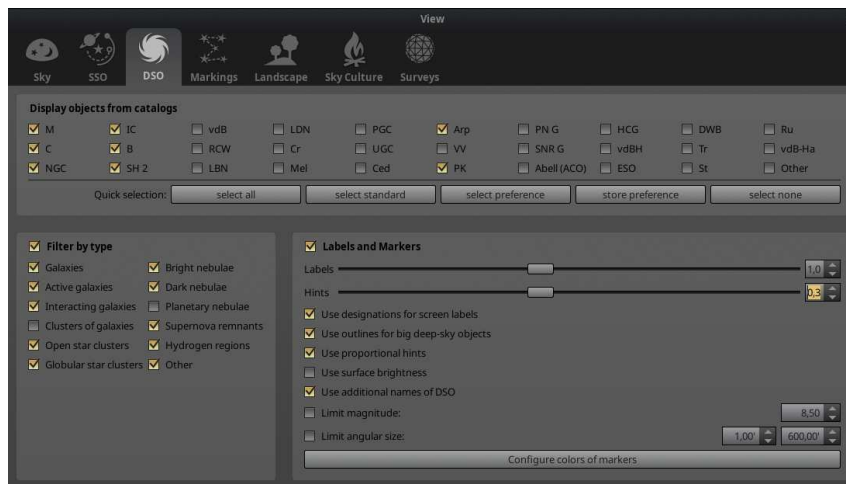 View
Sky SSO DSO Markings Landscape Sky Culture Surveys
Display objects from catalogs
M IC vdB LDN PGC Arp PN G HCG DWB Ru
C B RCW Cr UGC VV SNR G vdBH Tr vdB-Ha
NGC SH 2 LBN Mel Ced PK Abell (ACO) ESO St Other
Quick selection: select all select standard select preference store preference select none
Filter by type
Galaxies Bright nebulae
Active galaxies Dark nebulae
Interacting galaxies Planetary nebulae
Clusters of galaxies Supernova remnants
Open star clusters Hydrogen regions
Globular star clusters Other
Labels and Markers
Labels 1,0
Hints 0,3
Use designations for screen labels
Use outlines for big deep-sky objects
Use proportional hints
Use surface brightness
Use additional names of DSO
Limit magnitude: 8,50
Limit angular size: 1,00' 600,00'
Configure colors of markers